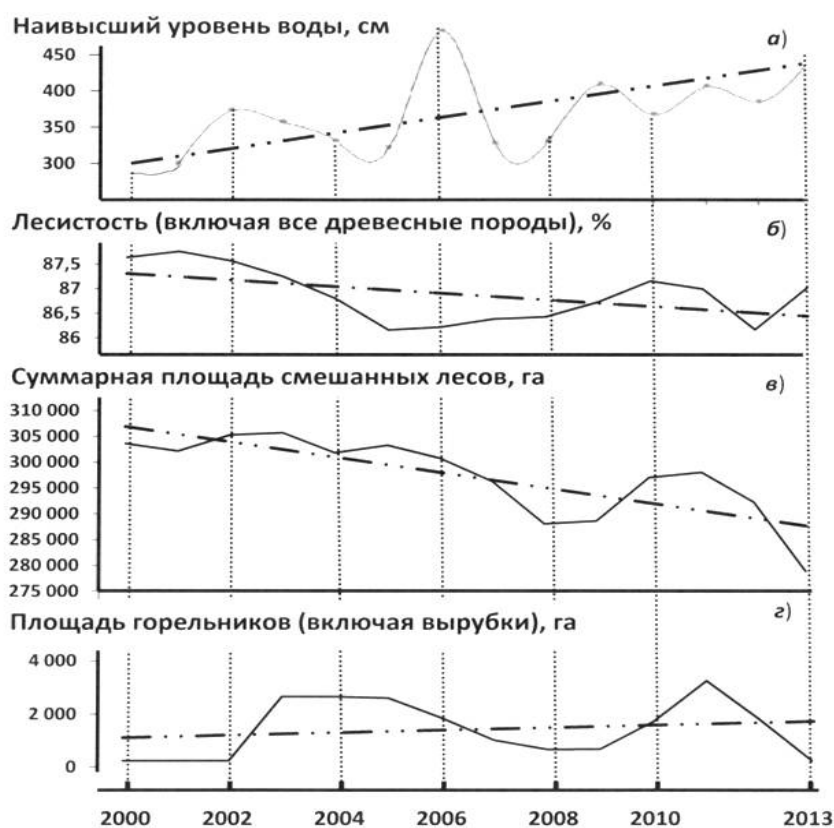 Наивысший уровень воды, см
а)
450
400
350
300
Лесистость (включая все древесные породы), %
б)
87,5
87
86,5
86
Суммарная площадь смешанных лесов, га
в)
310 000
305 000
300 000
295 000
290 000
285 000
280 000
275 000
Площадь горельников (включая вырубки), га
г)
4 000
2 000
0
2000 2002 2004 2006 2008 2010 2013